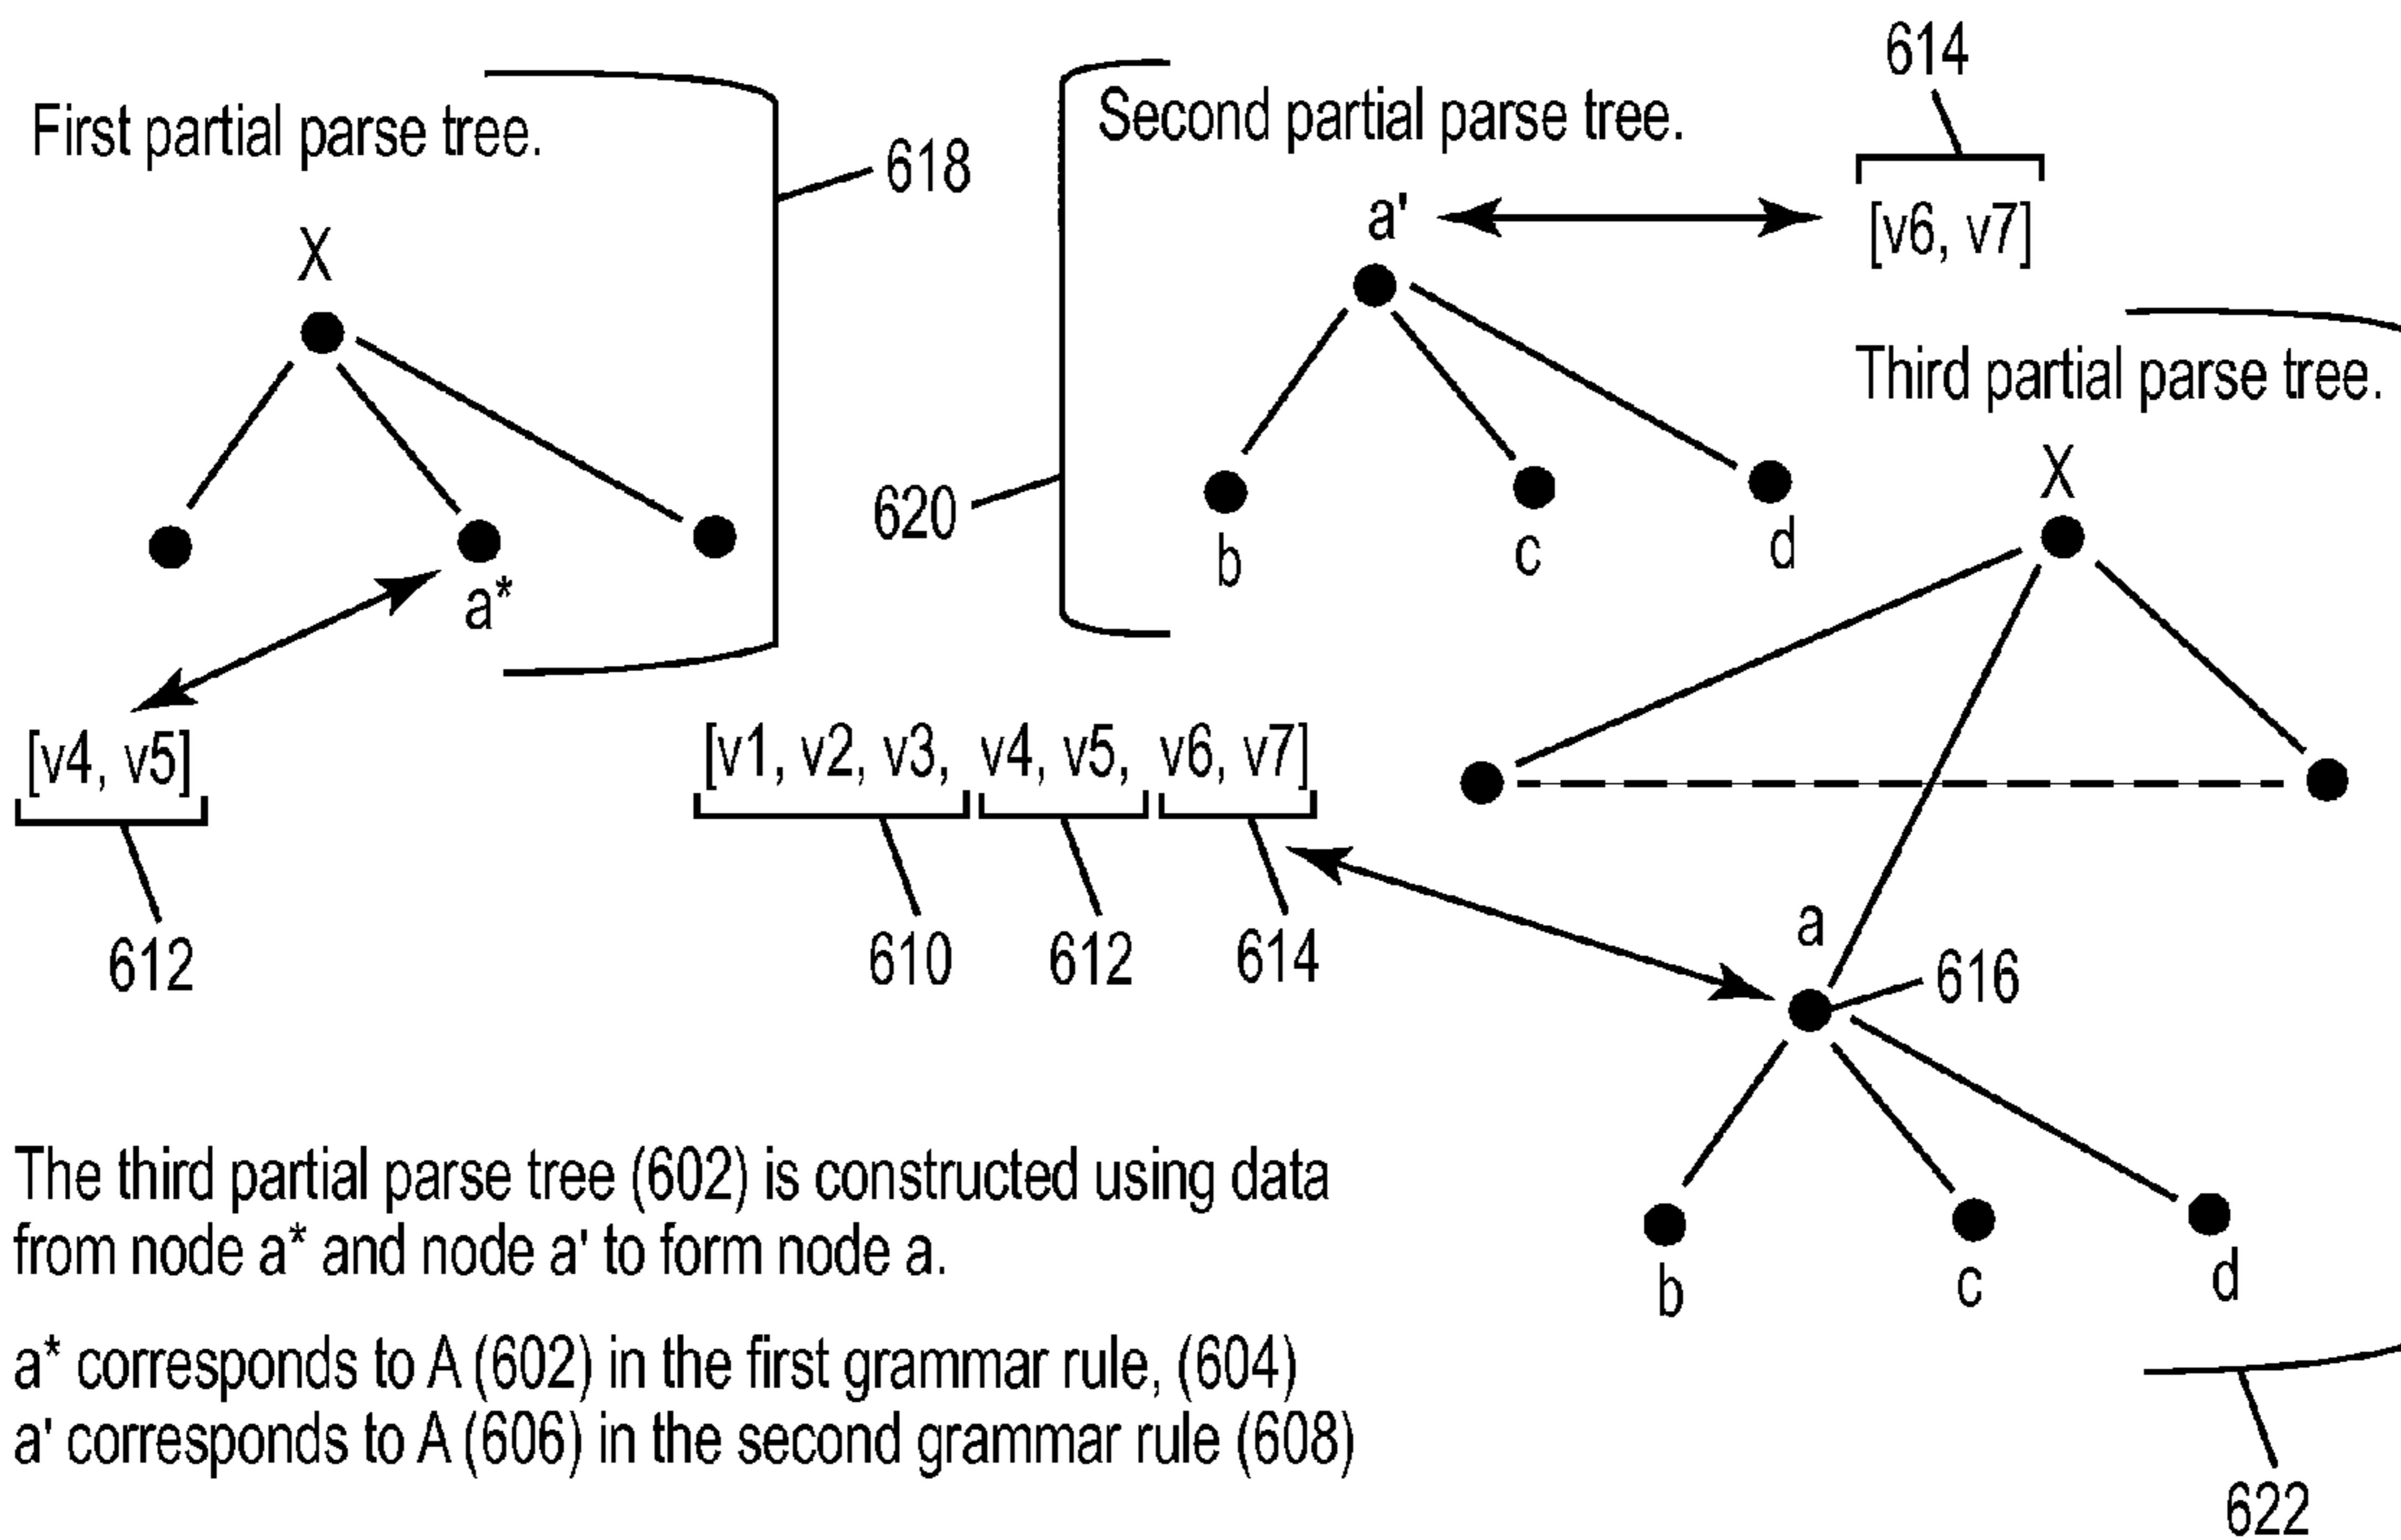 First partial parse tree.
618
X
a*
[v4, v5]
612
Second partial parse tree.
614
a'
[v6, v7]
620
b
c
d
Third partial parse tree.
X
[v1, v2, v3, v4, v5, v6, v7]
610
612
614
a
616
b
c
d
622
The third partial parse tree (602) is constructed using data
from node a* and node a' to form node a.
a* corresponds to A (602) in the first grammar rule, (604)
a' corresponds to A (606) in the second grammar rule (608)